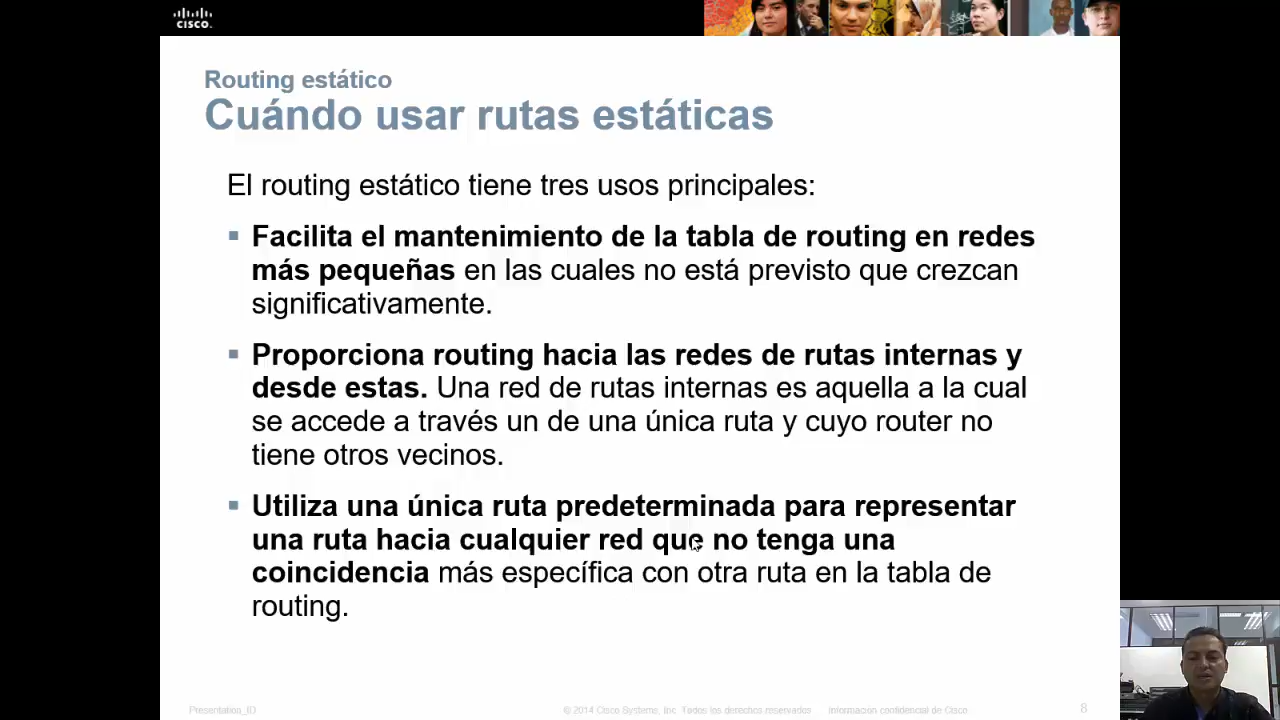 CISCO
Routing estático
Cuándo usar rutas estáticas
El routing estático tiene tres usos principales:
Facilita el mantenimiento de la tabla de routing en redes
más pequeñas en las cuales no está previsto que crezcan
significativamente.
Proporciona routing hacia las redes de rutas internas y
desde estas. Una red de rutas internas es aquella a la cual
se accede a través un de una única ruta y cuyo router no
tiene otros vecinos.
Utiliza una única ruta predeterminada para representar
una ruta hacia cualquier red que no tenga una
coincidencia más específica con otra ruta en la tabla de
routing.
Presentation_ID
© 2014 Cisco Systems, Inc. Todos los derechos reservados.
Información confidencial de Cisco
8